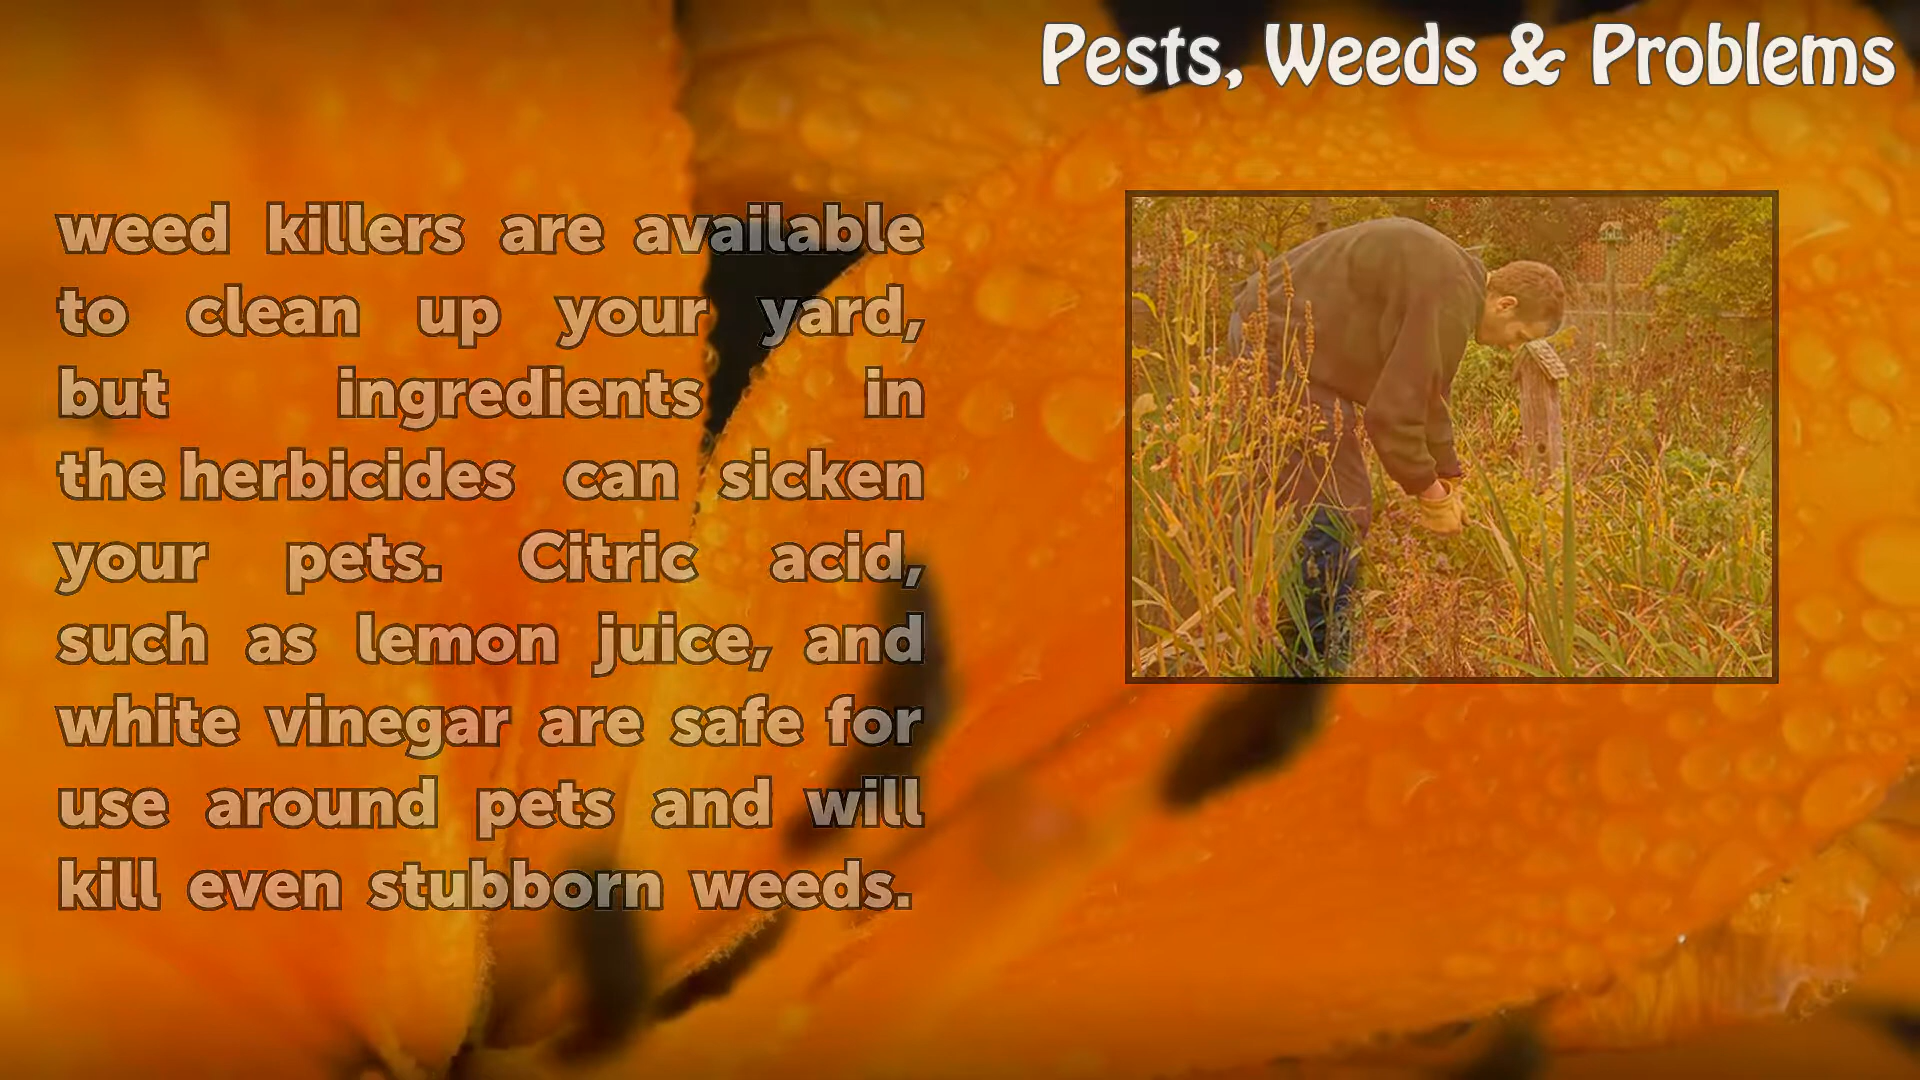 Pests, Weeds & Problems
weed killers are available
to clean up your yard,
but ingredients in
the herbicides can sicken
your pets. Citric acid,
such as lemon juice, and
white vinegar are safe for
use around pets and will
kill even stubborn weeds.